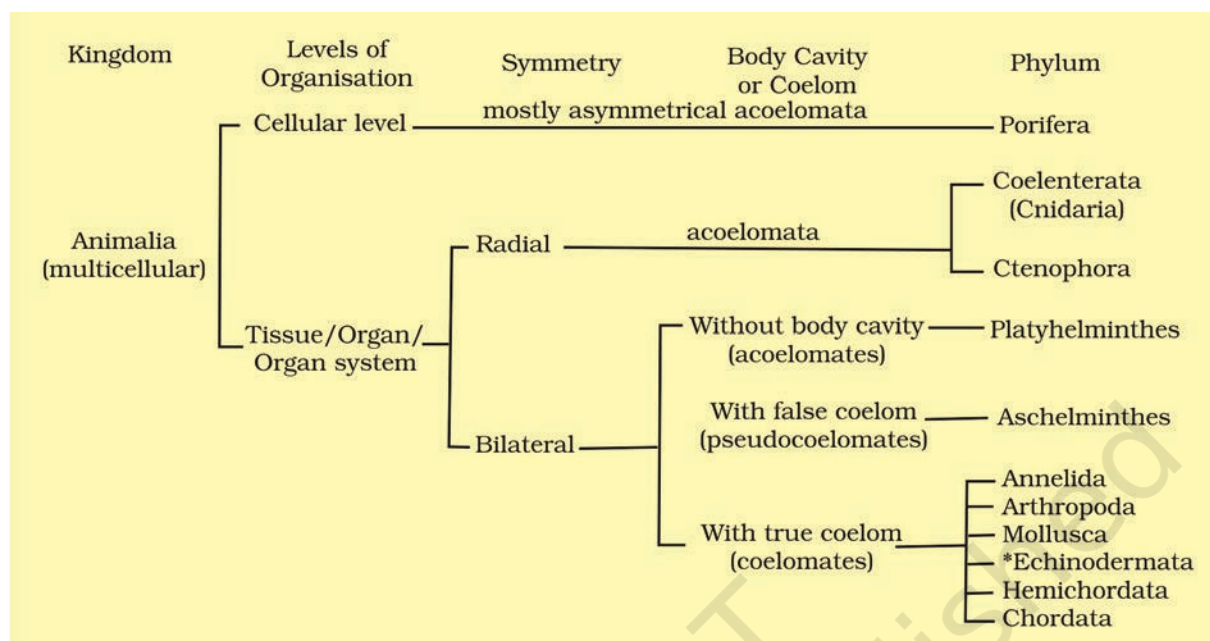 Kingdom
Levels of
Organisation
Symmetry
Body Cavity
or Coelom
Phylum
Cellular level
mostly asymmetrical acoelomata
Porifera
Animalia
(multicellular)
Tissue/Organ/
Organ system
Radial
acoelomata
Coelenterata
(Cnidaria)
Ctenophora
Bilateral
Without body cavity
(acoelomates)
Platyhelminthes
With false coelom
(pseudocoelomates)
Aschelminthes
With true coelom
(coelomates)
Annelida
Arthropoda
Mollusca
*Echinodermata
Hemichordata
Chordata